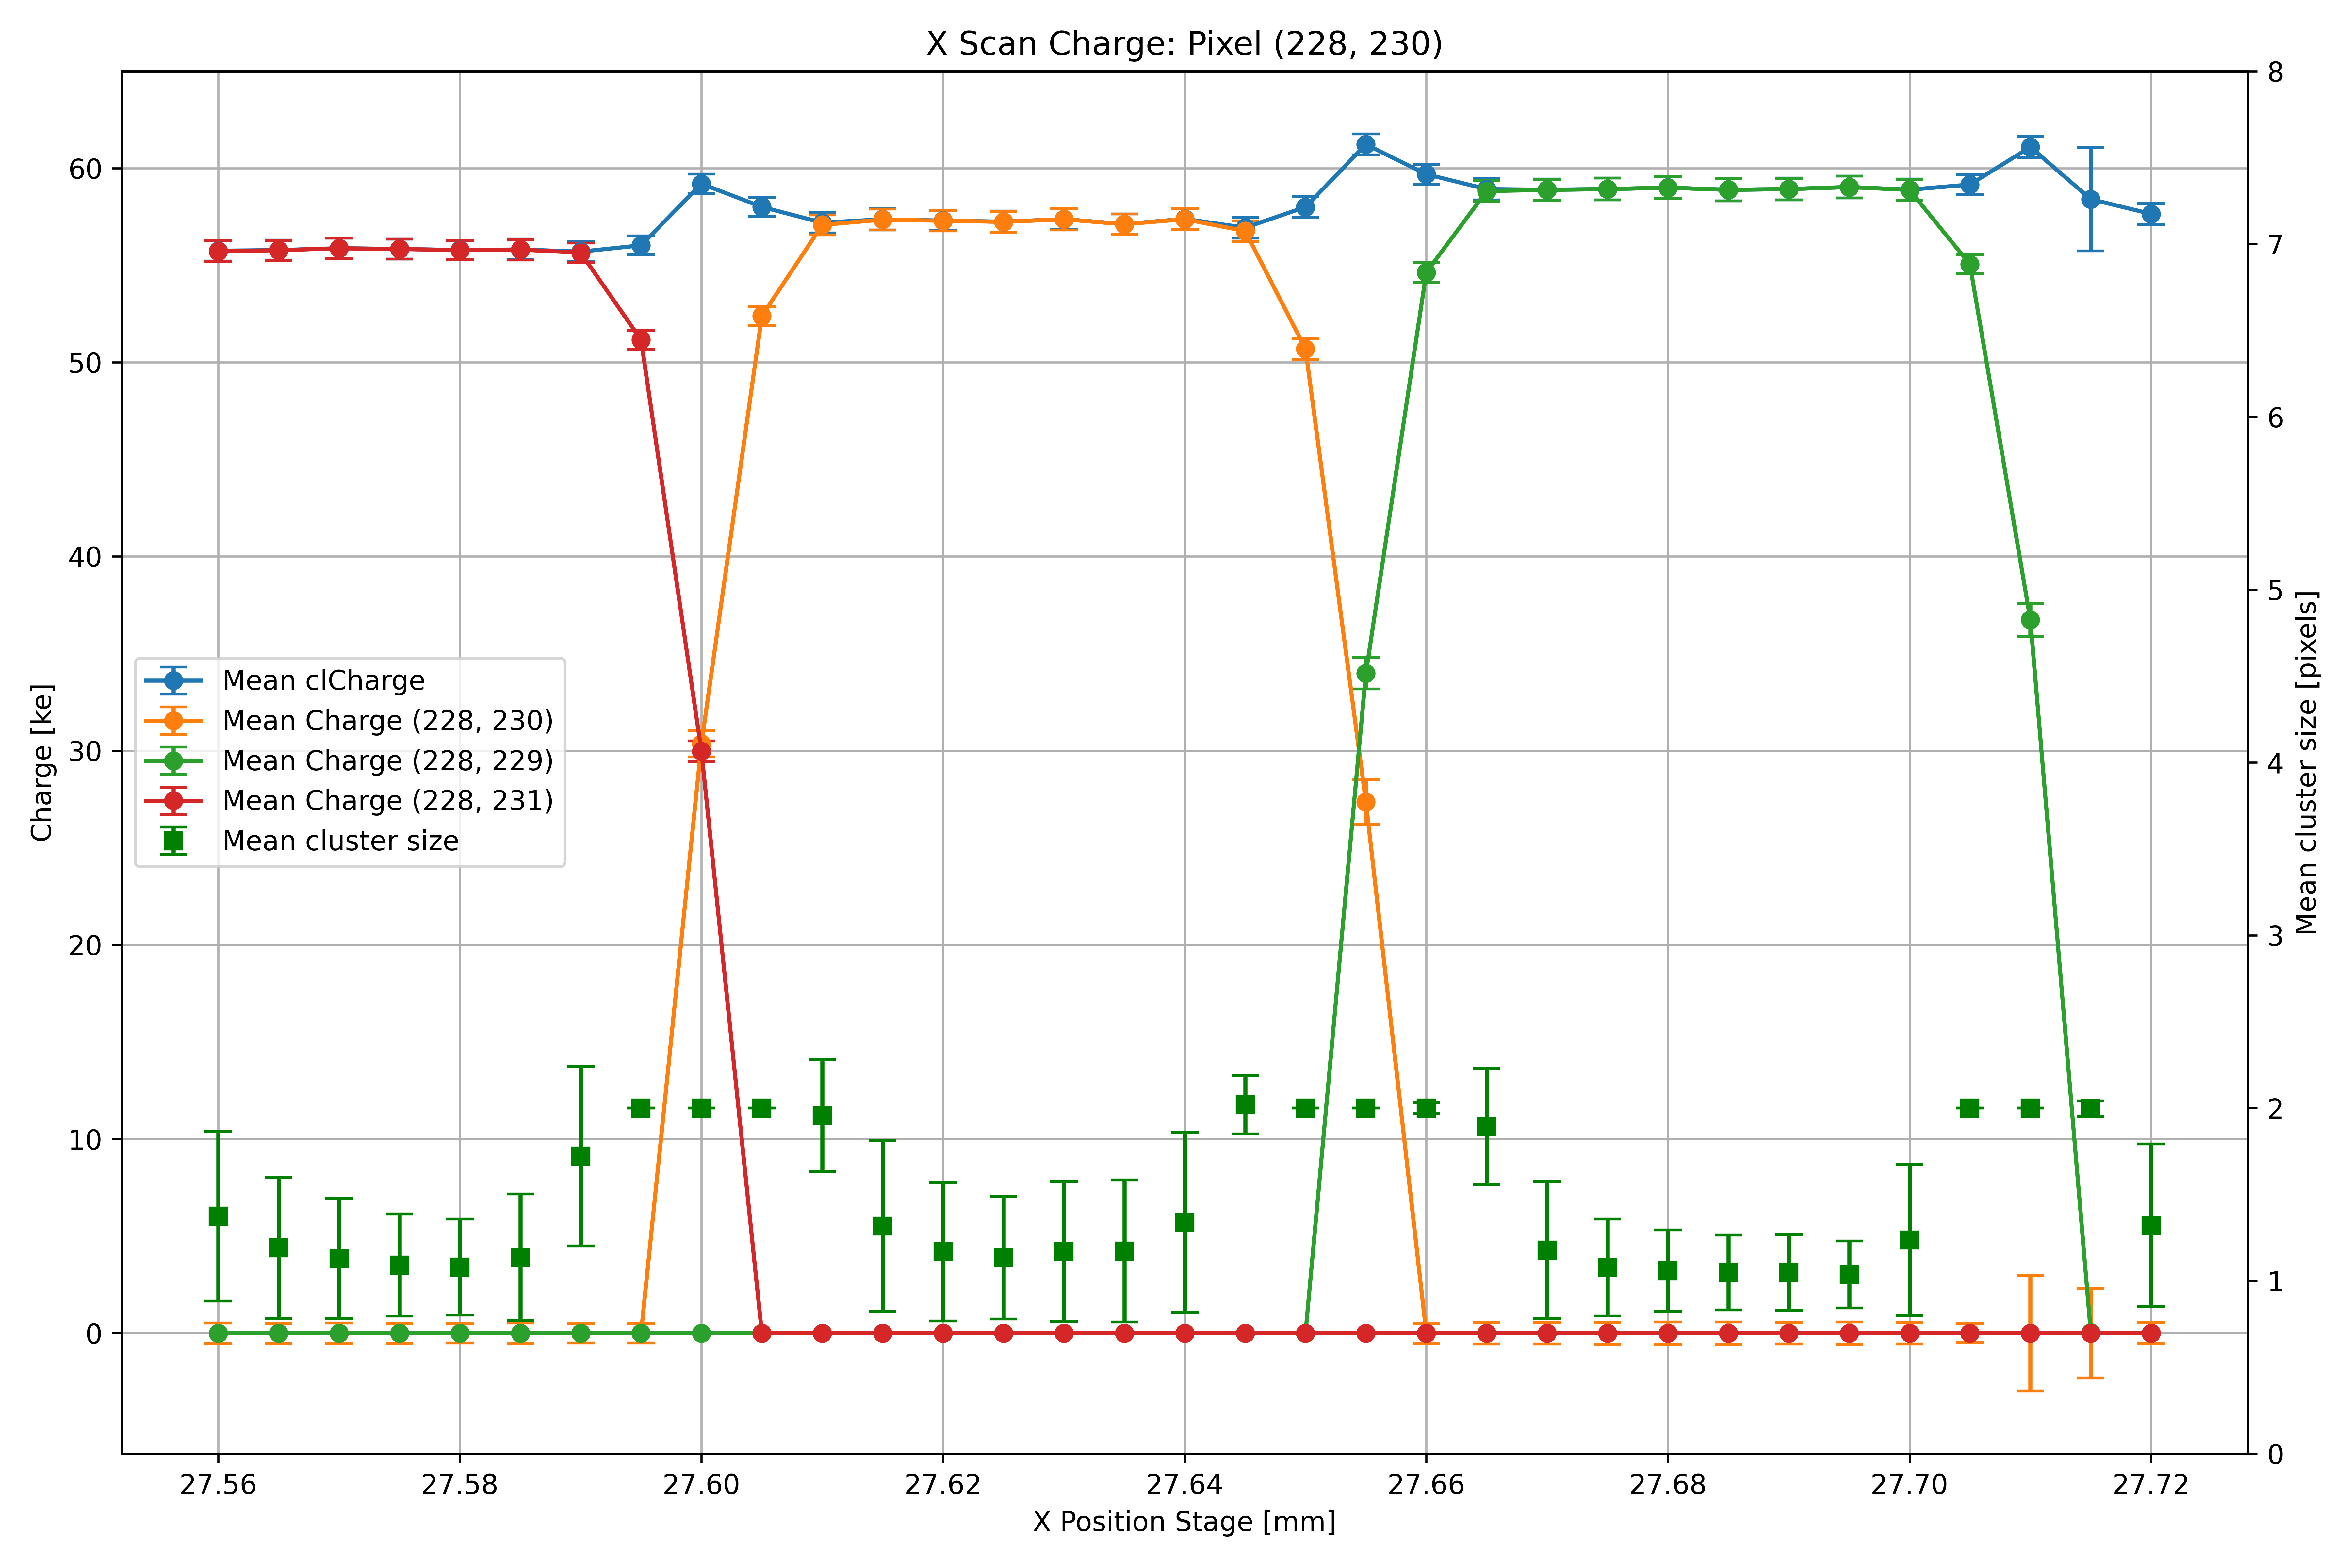 X Scan Charge: Pixel (228, 230)
60
50
40
30
20
10
0
Charge [ke]
8
7
6
5
4
3
2
1
0
Mean cluster size [pixels]
Mean clCharge
Mean Charge (228, 230)
Mean Charge (228, 229)
Mean Charge (228, 231)
Mean cluster size
27.56 27.58 27.60 27.62 27.64 27.66 27.68 27.70 27.72
X Position Stage [mm]